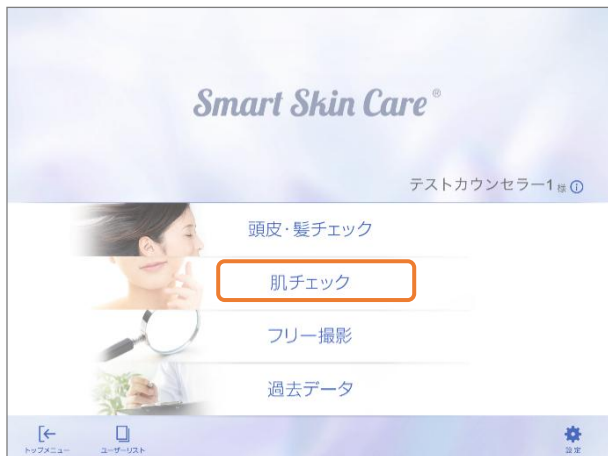 Smart Skin Care®
テストカウンセラー1 様
頭皮・髪チェック
肌チェック
フリー撮影
過去データ
トップメニュー
ユーザーリスト
設定